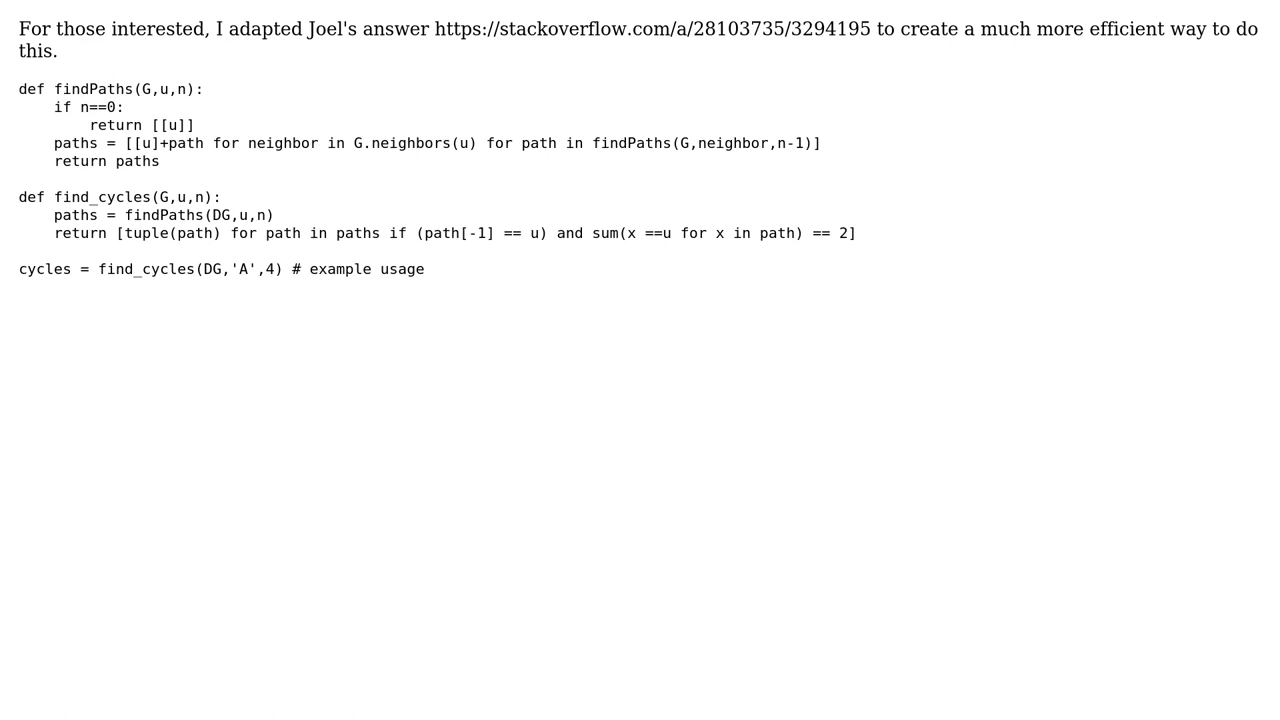 For those interested, I adapted Joel's answer https://stackoverflow.com/a/28103735/3294195 to create a much more efficient way to do
this.
def findPaths(G,u,n):
    if n==0:
        return [[u]]
    paths = [[u]+path for neighbor in G.neighbors(u) for path in findPaths(G,neighbor,n-1)]
    return paths
def find_cycles(G,u,n):
    paths = findPaths(DG,u,n)
    return [tuple(path) for path in paths if (path[-1] == u) and sum(x ==u for x in path) == 2]
cycles = find_cycles(DG,'A',4) # example usage